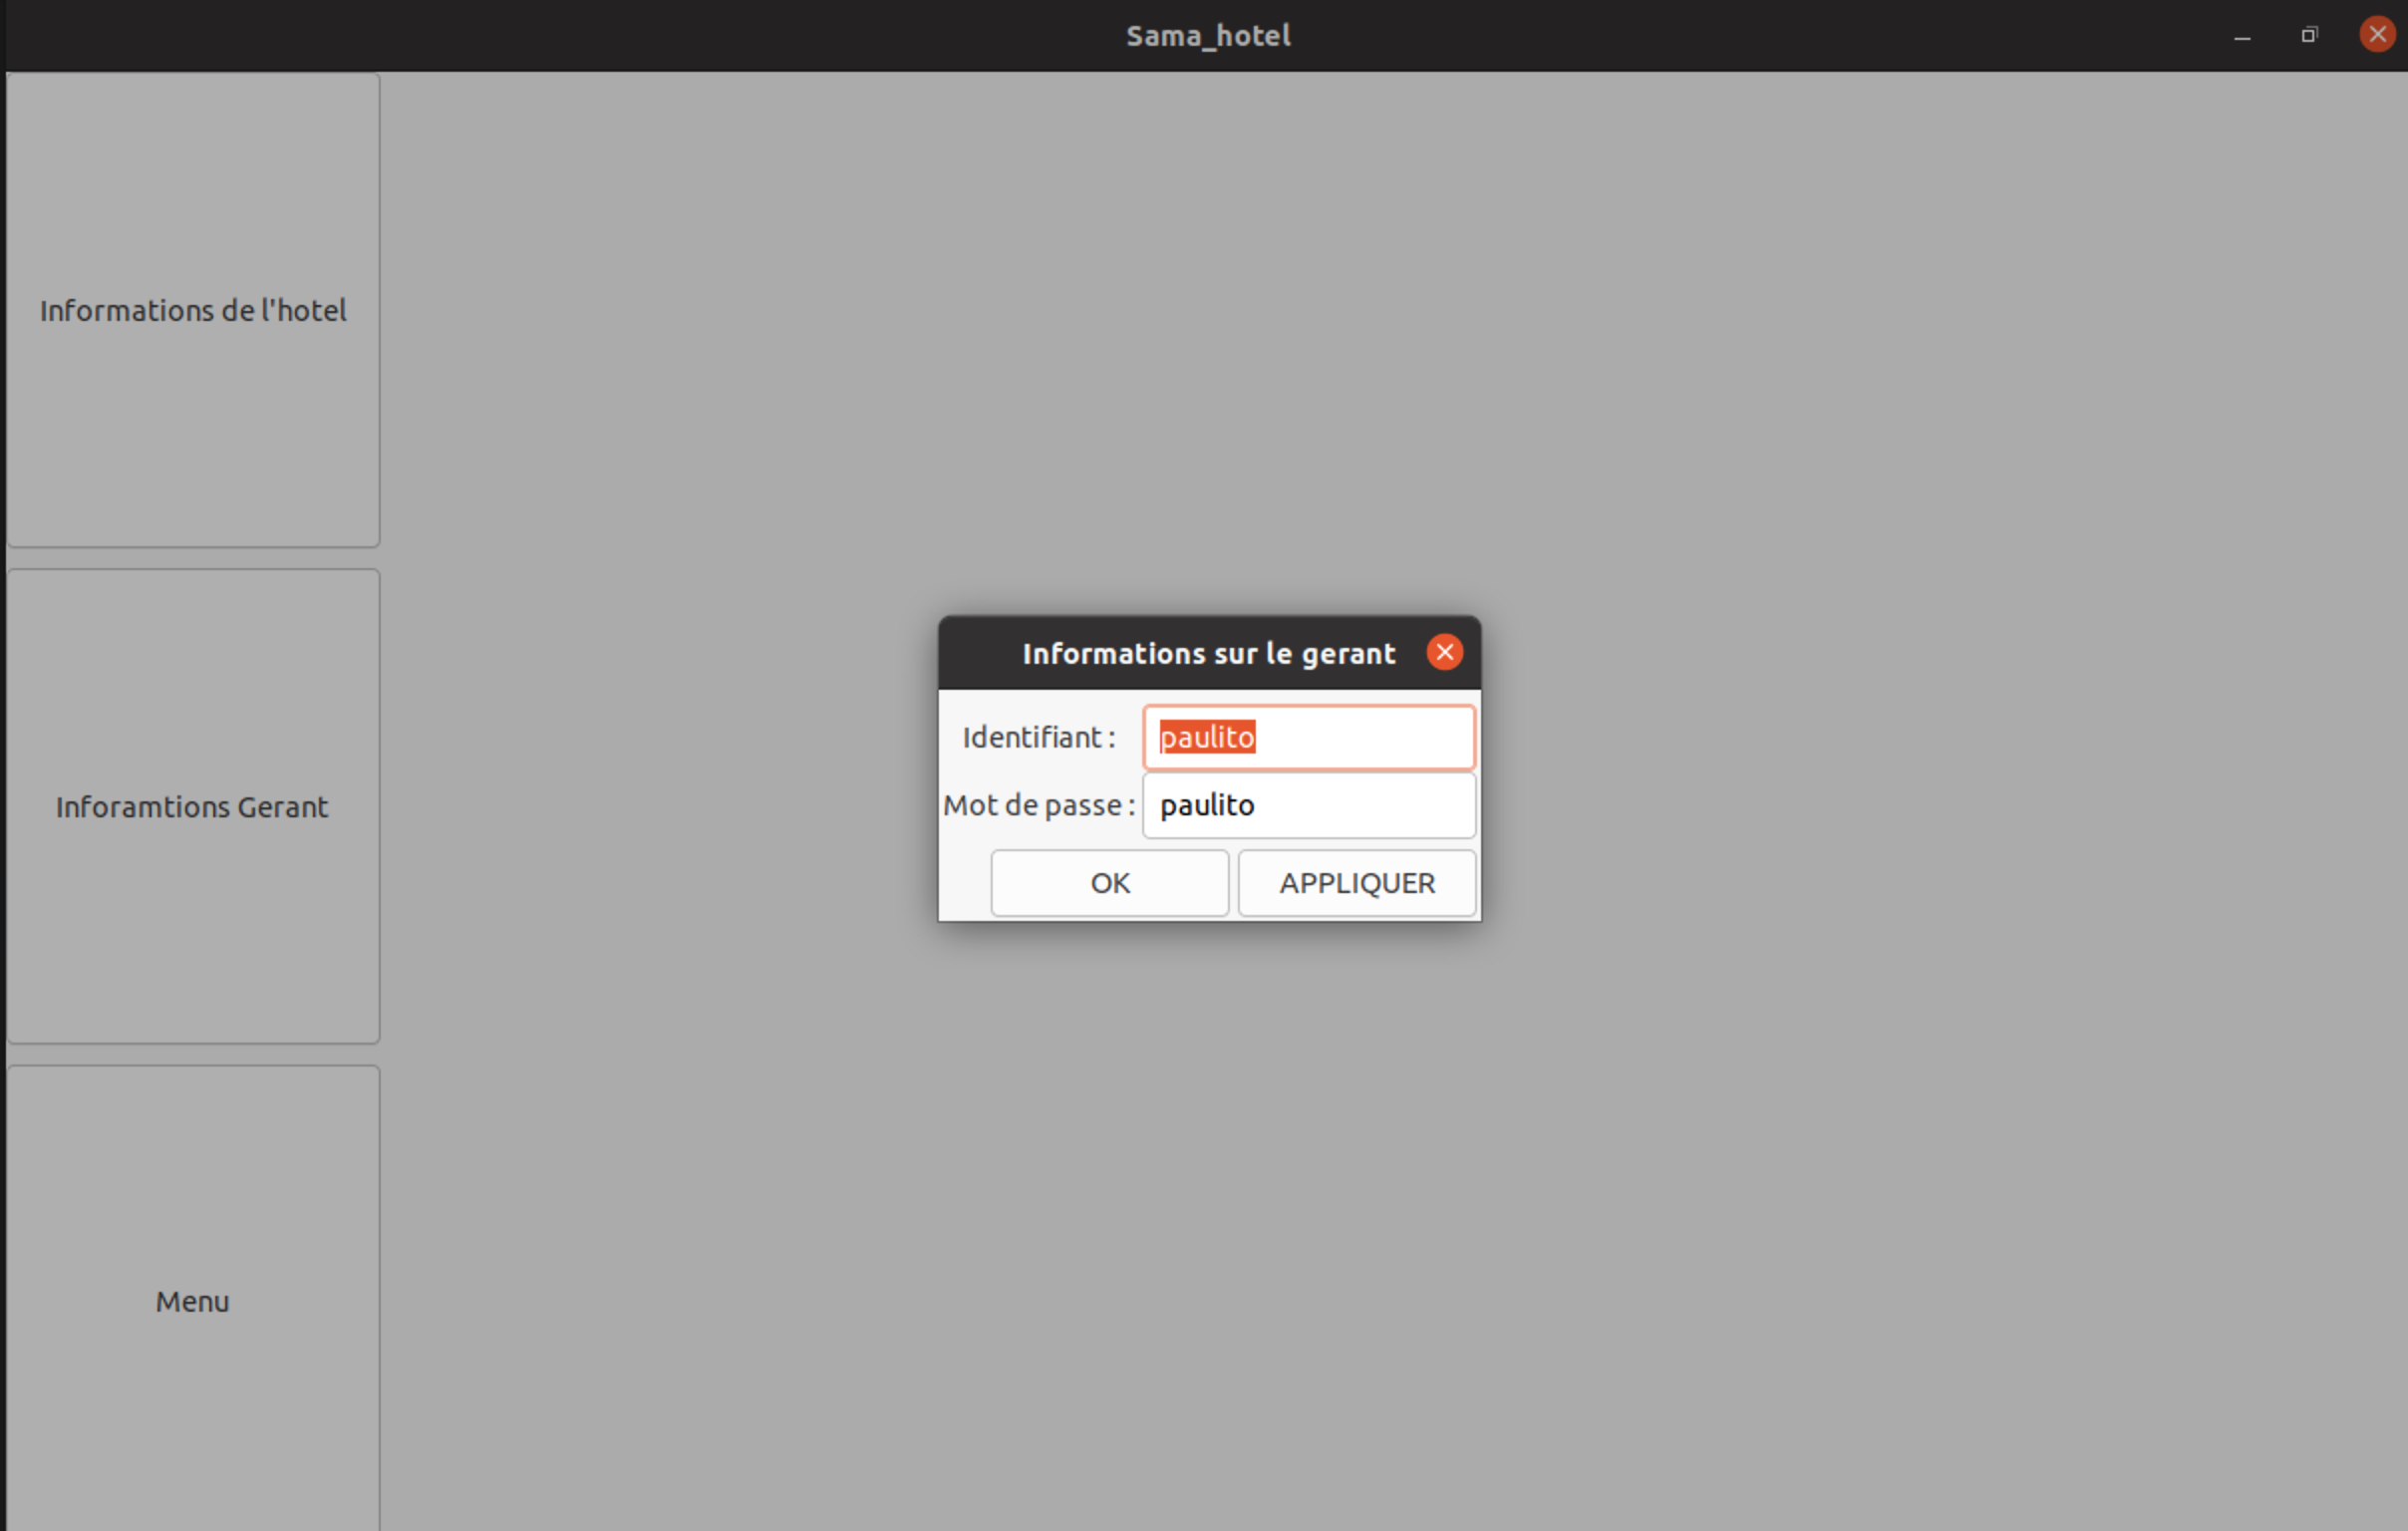 Sama_hotel
Informations de l'hotel
Inforamtions Gerant
Menu
Informations sur le gerant
Identifiant :
paulito
Mot de passe :
paulito
OK
APPLIQUER